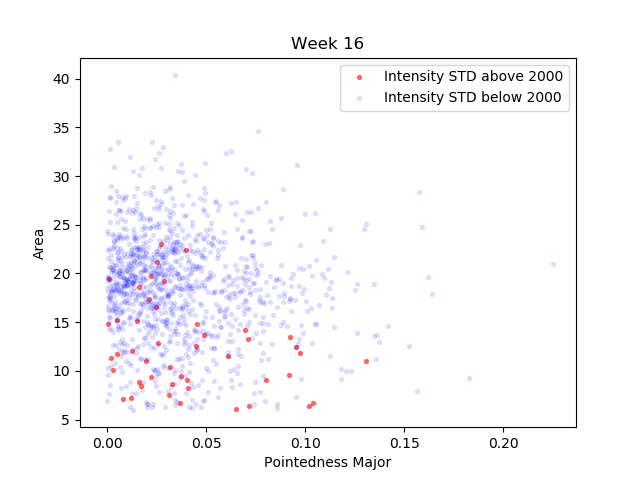 Week 16
Intensity STD above 2000
Intensity STD below 2000
40
35
30
25
20
15
10
5
Area
0.00 0.05 0.10 0.15 0.20
Pointedness Major